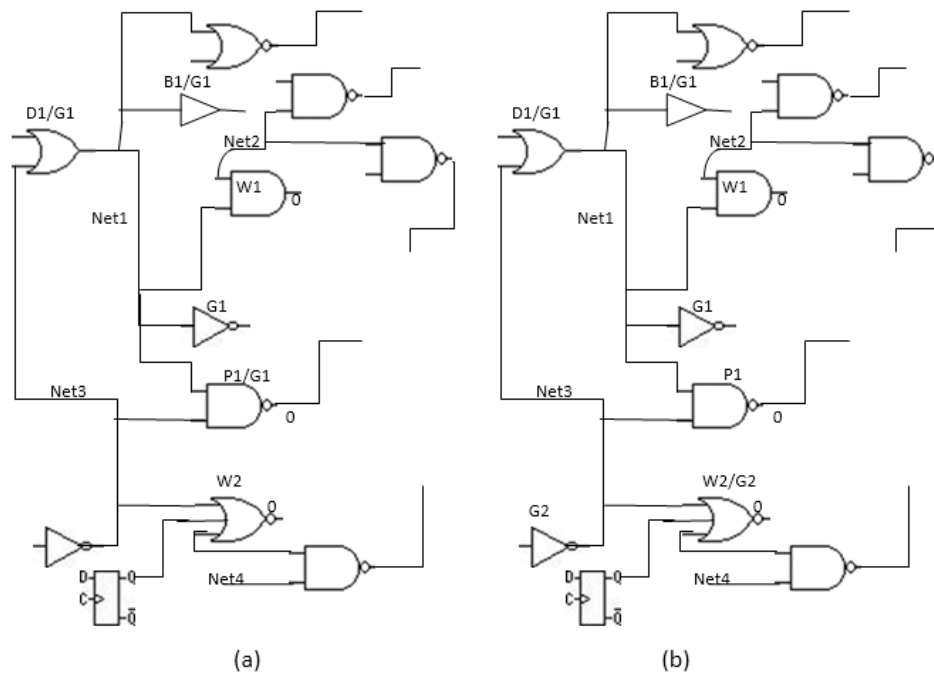 B1/G1
D1/G1
Net2
W1
0
Net1
G1
P1/G1
Net3
0
W2
0
D Q
Net4
C
Q̅
(a)
B1/G1
D1/G1
Net2
W1
0
Net1
G1
P1
Net3
0
W2/G2
G2
0
D Q
Net4
C
Q̅
(b)